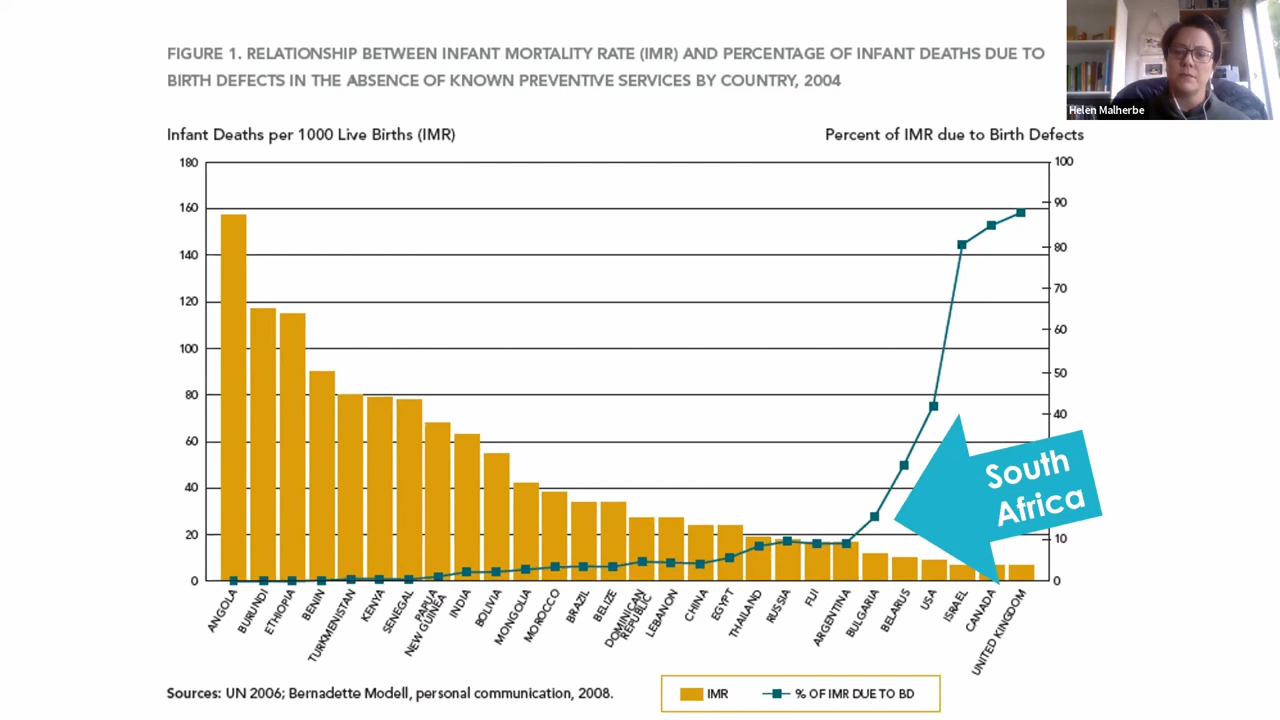 FIGURE 1. RELATIONSHIP BETWEEN INFANT MORTALITY RATE (IMR) AND PERCENTAGE OF INFANT DEATHS DUE TO
BIRTH DEFECTS IN THE ABSENCE OF KNOWN PREVENTIVE SERVICES BY COUNTRY, 2004
Helen Malherbe
Infant Deaths per 1000 Live Births (IMR)
Percent of IMR due to Birth Defects
180
160
140
120
100
80
60
40
20
0
100
90
80
70
60
50
40
10
0
South
Africa
ANGOLA
BURUNDI
ETHIOPIA
BENIN
TURKMENISTAN
KENYA
SENEGAL
PAPUA
NEW GUINEA
INDIA
BOLIVIA
MONGOLIA
MOROCCO
BRAZIL
BELIZE
DOMINICAN
REPUBLIC
LEBANON
CHINA
EGYPT
THAILAND
RUSSIA
FIJI
ARGENTINA
BULGARIA
BELARUS
USA
ISRAEL
CANADA
UNITED KINGDOM
Sources: UN 2006; Bernadette Modell, personal communication, 2008.
IMR
% OF IMR DUE TO BD